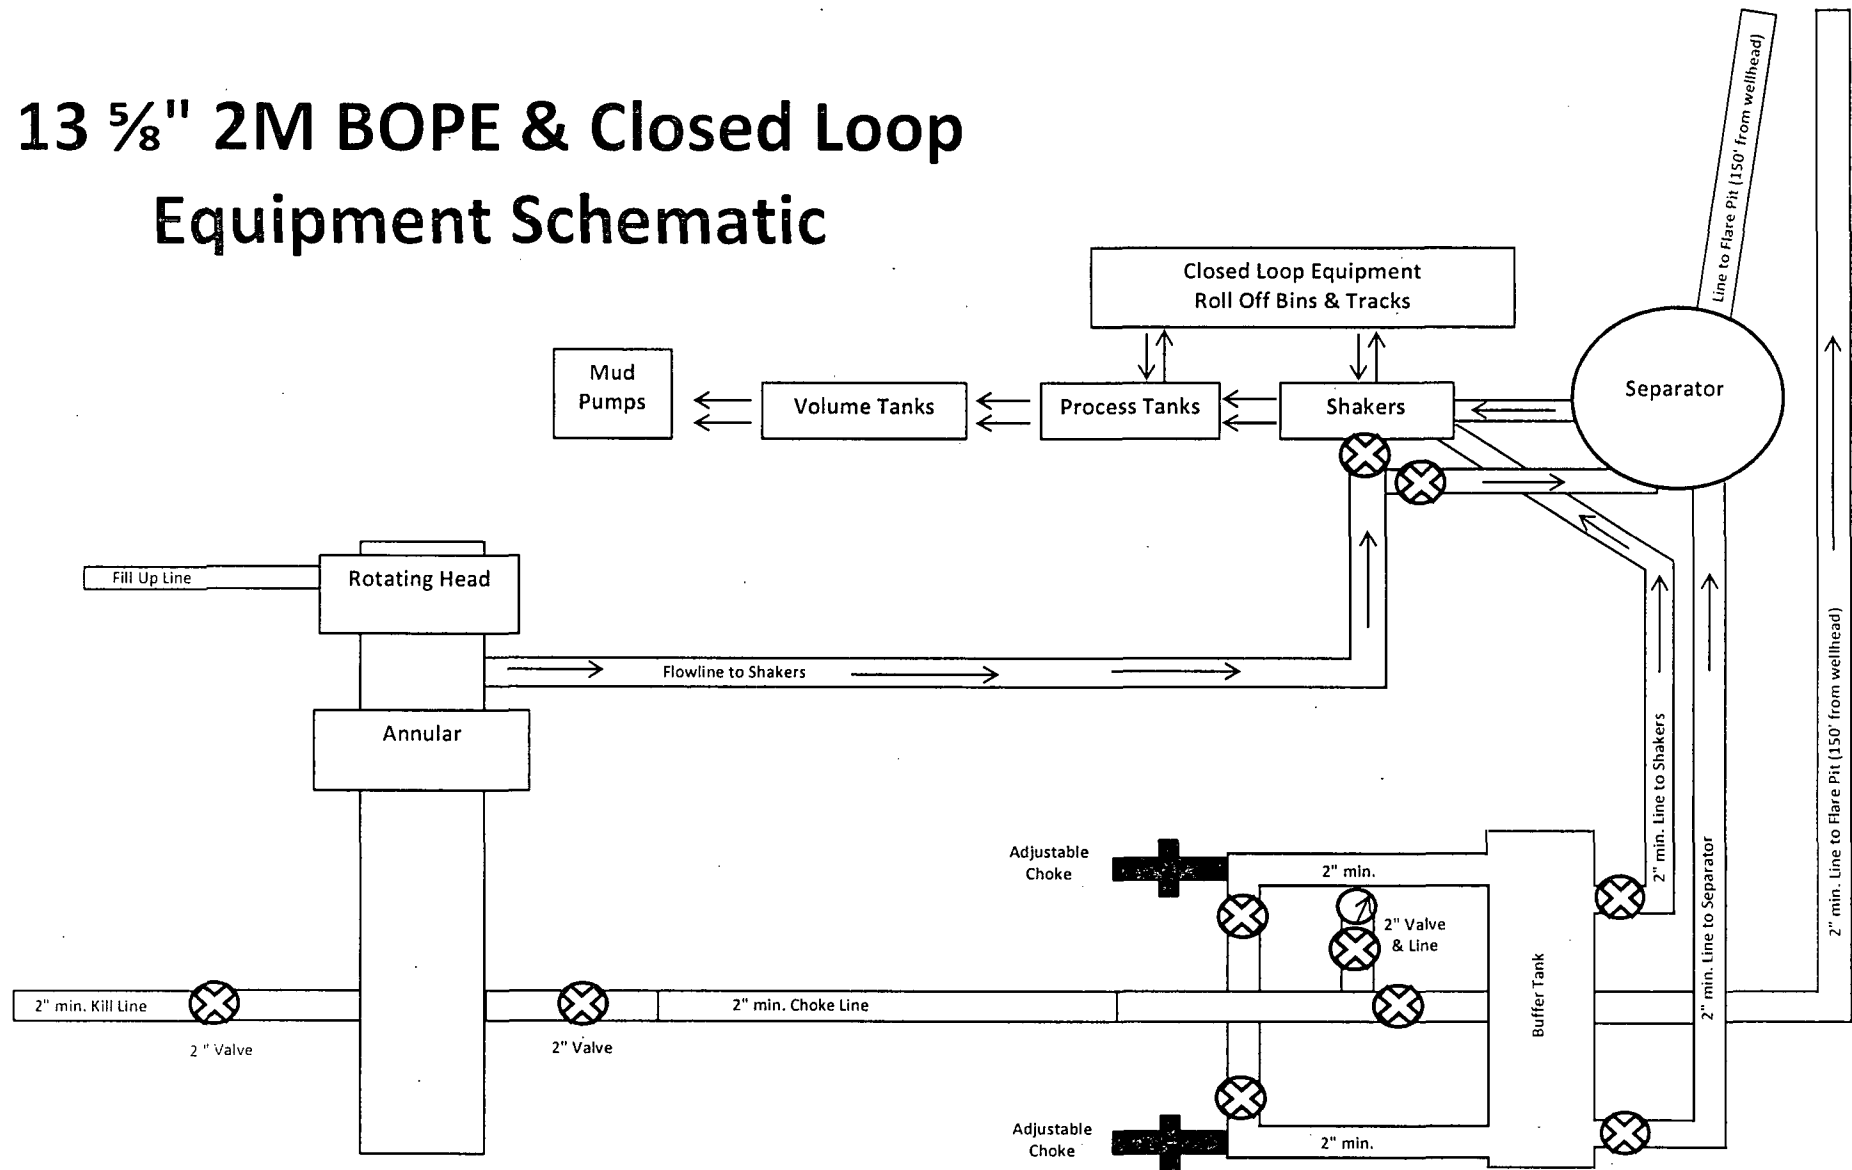 13 ⅝" 2M BOPE & Closed Loop
Equipment Schematic
Line to Flare Pit (150' from wellhead)
Closed Loop Equipment
Roll Off Bins & Tracks
Mud
Pumps
Volume Tanks
Process Tanks
Shakers
Separator
Fill Up Line
Rotating Head
Flowline to Shakers
Annular
2" min. Line to Shakers
2" min. Line to Separator
2" min. Line to Flare Pit (150' from wellhead)
Adjustable
Choke
2" min.
2" Valve
& Line
Buffer Tank
2" min. Kill Line
2" min. Choke Line
2 " Valve
2" Valve
Adjustable
Choke
2" min.